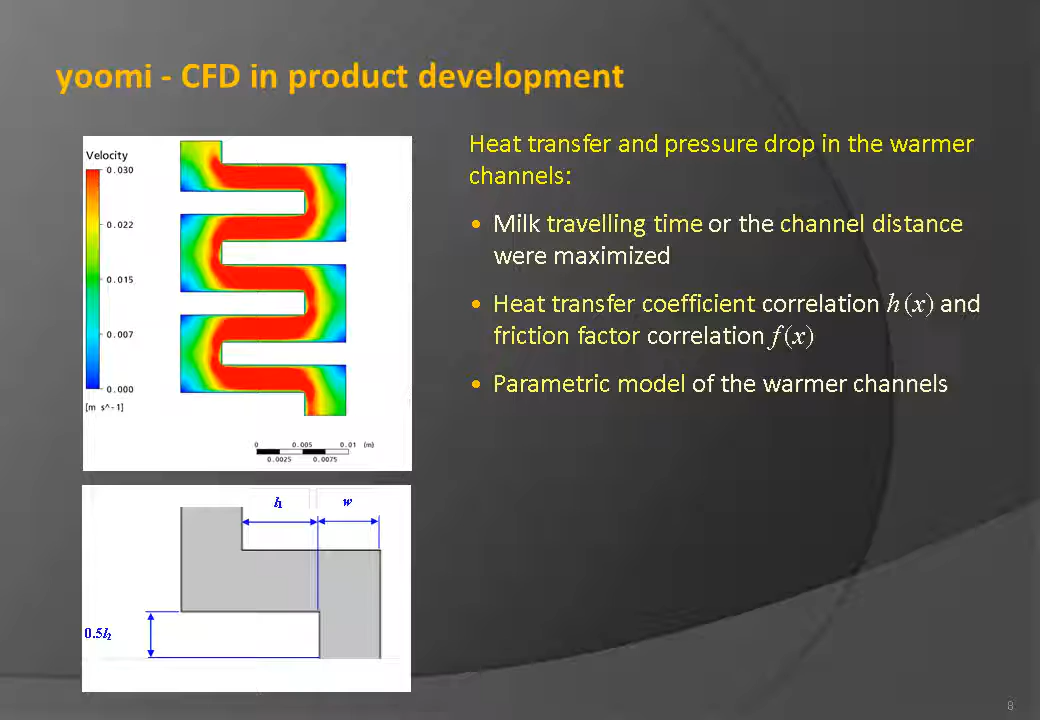 yoomi - CFD in product development
Velocity
0.030
0.022
0.015
0.007
0.000
[m s^-1]
0 0.005 0.01 (m)
0.0025 0.0075
Heat transfer and pressure drop in the warmer
channels:
• Milk travelling time or the channel distance
were maximized
• Heat transfer coefficient correlation h(x) and
friction factor correlation f(x)
• Parametric model of the warmer channels
l1 w
0.5l2
8